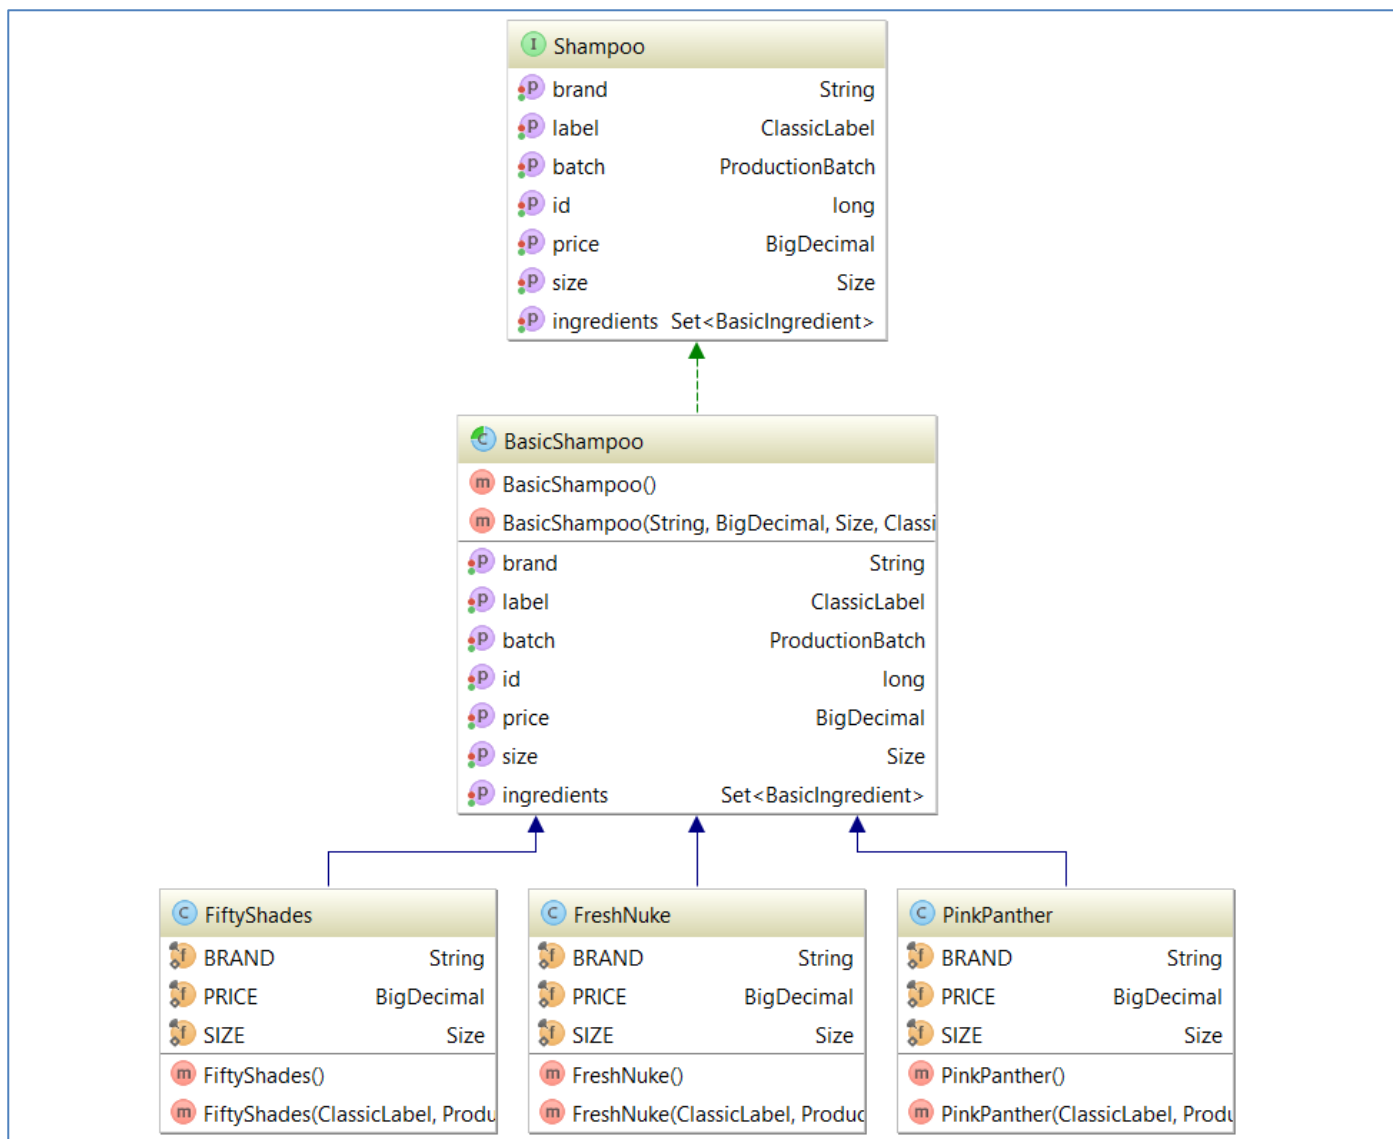 Shampoo
brand String
label ClassicLabel
batch ProductionBatch
id long
price BigDecimal
size Size
ingredients Set<BasicIngredient>
BasicShampoo
BasicShampoo()
BasicShampoo(String, BigDecimal, Size, Classi
brand String
label ClassicLabel
batch ProductionBatch
id long
price BigDecimal
size Size
ingredients Set<BasicIngredient>
FiftyShades
BRAND String
PRICE BigDecimal
SIZE Size
FiftyShades()
FiftyShades(ClassicLabel, Produ
FreshNuke
BRAND String
PRICE BigDecimal
SIZE Size
FreshNuke()
FreshNuke(ClassicLabel, Produc
PinkPanther
BRAND String
PRICE BigDecimal
SIZE Size
PinkPanther()
PinkPanther(ClassicLabel, Produ